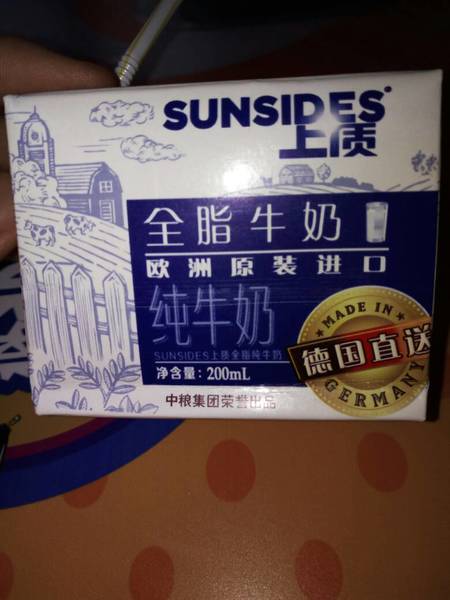 SUNSIDES
上质
全脂牛奶
欧洲原装进口
纯牛奶
SUNSIDES上质全脂纯牛奶
净含量：200mL
MADE IN
德国直送
GERMANY
中粮集团荣誉出品